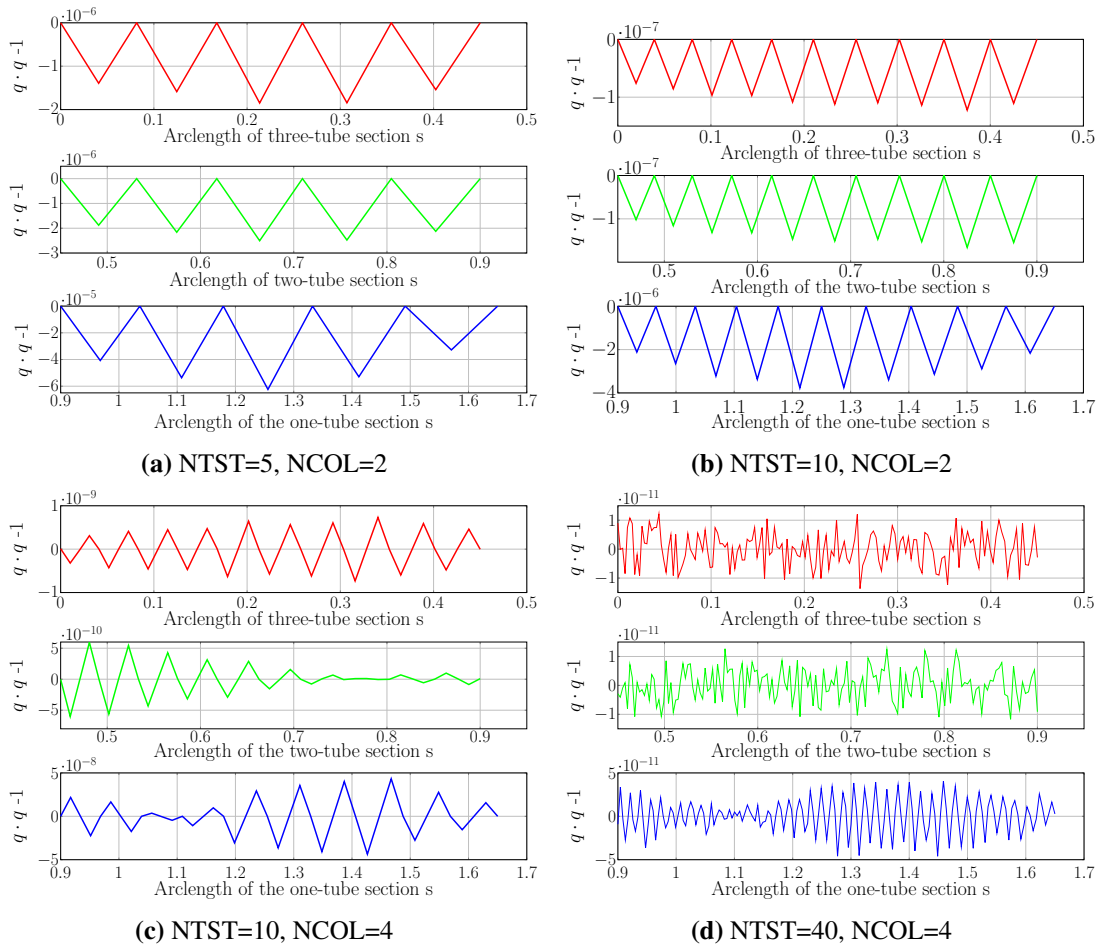 ·10⁻⁶
q · q -1
0
−1
−2
0 0.1 0.2 0.3 0.4 0.5
Arclength of three-tube section s
·10⁻⁶
q · q -1
0
−1
−2
−3
0.5 0.6 0.7 0.8 0.9
Arclength of two-tube section s
·10⁻⁵
q · q -1
0
−2
−4
−6
0.9 1 1.1 1.2 1.3 1.4 1.5 1.6 1.7
Arclength of the one-tube section s
(a) NTST=5, NCOL=2
·10⁻⁷
q · q -1
0
−1
0 0.1 0.2 0.3 0.4 0.5
Arclength of three-tube section s
·10⁻⁷
q · q -1
0
−1
0.5 0.6 0.7 0.8 0.9
Arclength of the two-tube section s
·10⁻⁶
q · q -1
0
−2
−4
0.9 1 1.1 1.2 1.3 1.4 1.5 1.6 1.7
Arclength of the one-tube section s
(b) NTST=10, NCOL=2
·10⁻⁹
q · q -1
1
0
−1
0 0.1 0.2 0.3 0.4 0.5
Arclength of three-tube section s
·10⁻¹⁰
q · q -1
5
0
−5
0.5 0.6 0.7 0.8 0.9
Arclength of the two-tube section s
·10⁻⁸
q · q -1
5
0
−5
0.9 1 1.1 1.2 1.3 1.4 1.5 1.6 1.7
Arclength of the one-tube section s
(c) NTST=10, NCOL=4
·10⁻¹¹
q · q -1
1
0
−1
0 0.1 0.2 0.3 0.4 0.5
Arclength of three-tube section s
·10⁻¹¹
q · q -1
1
0
−1
0.5 0.6 0.7 0.8 0.9
Arclength of the two-tube section s
·10⁻¹¹
q · q -1
5
0
−5
0.9 1 1.1 1.2 1.3 1.4 1.5 1.6 1.7
Arclength of the one-tube section s
(d) NTST=40, NCOL=4